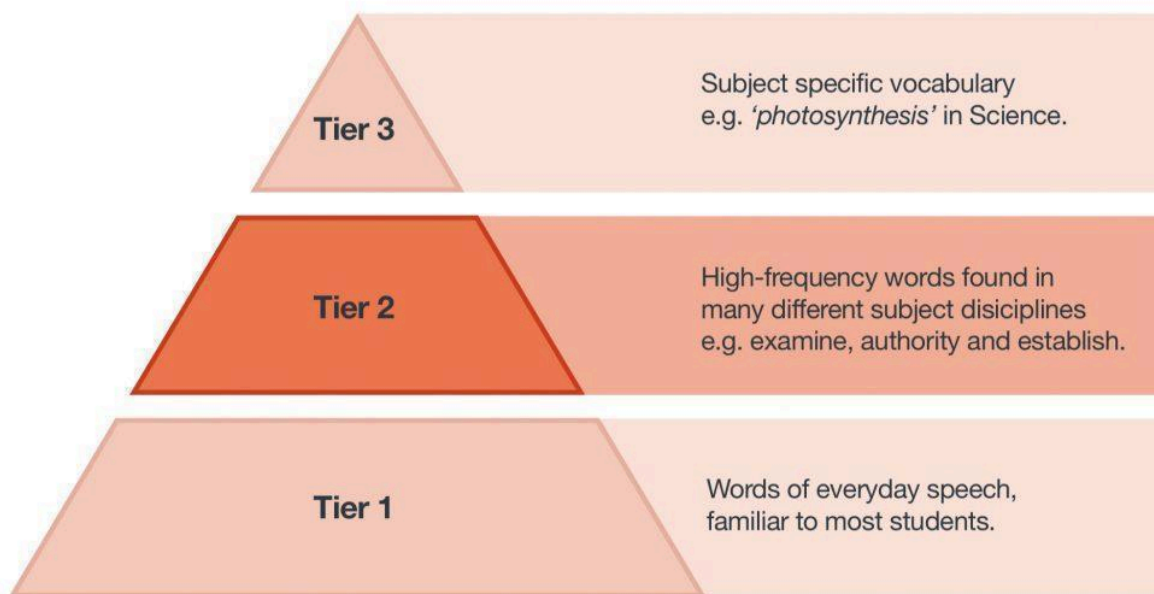 Tier 3
Subject specific vocabulary
e.g. ‘photosynthesis’ in Science.
Tier 2
High-frequency words found in
many different subject disiciplines
e.g. examine, authority and establish.
Tier 1
Words of everyday speech,
familiar to most students.